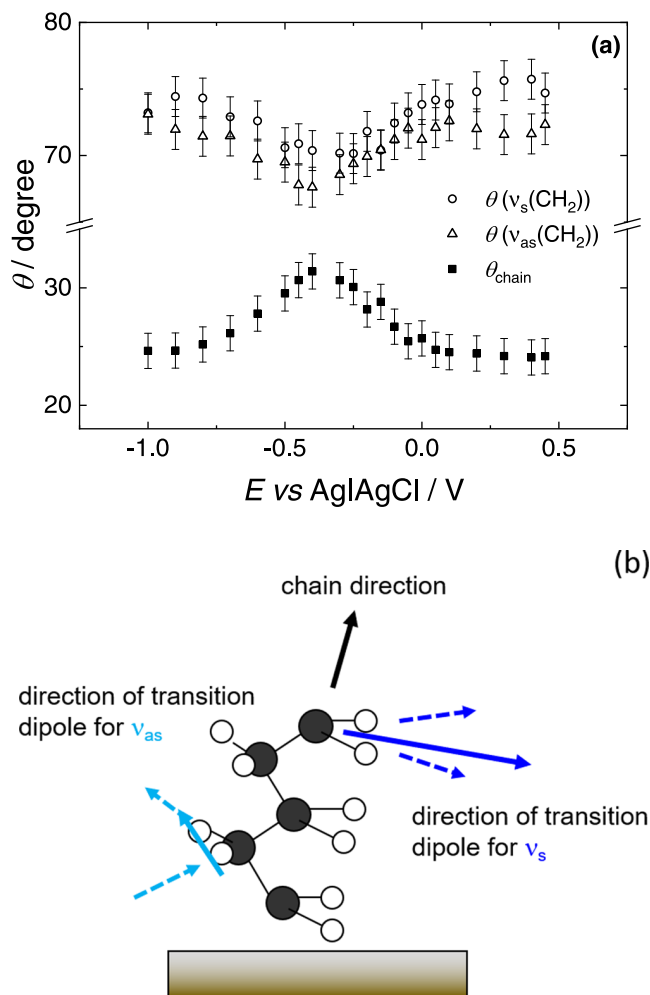 80
(a)
70
θ (νs(CH2))
θ (νas(CH2))
θ / degree
30
θchain
20
-1.0 -0.5 0.0 0.5
E vs Ag|AgCl / V
(b)
chain direction
direction of transition
dipole for νas
direction of transition
dipole for νs